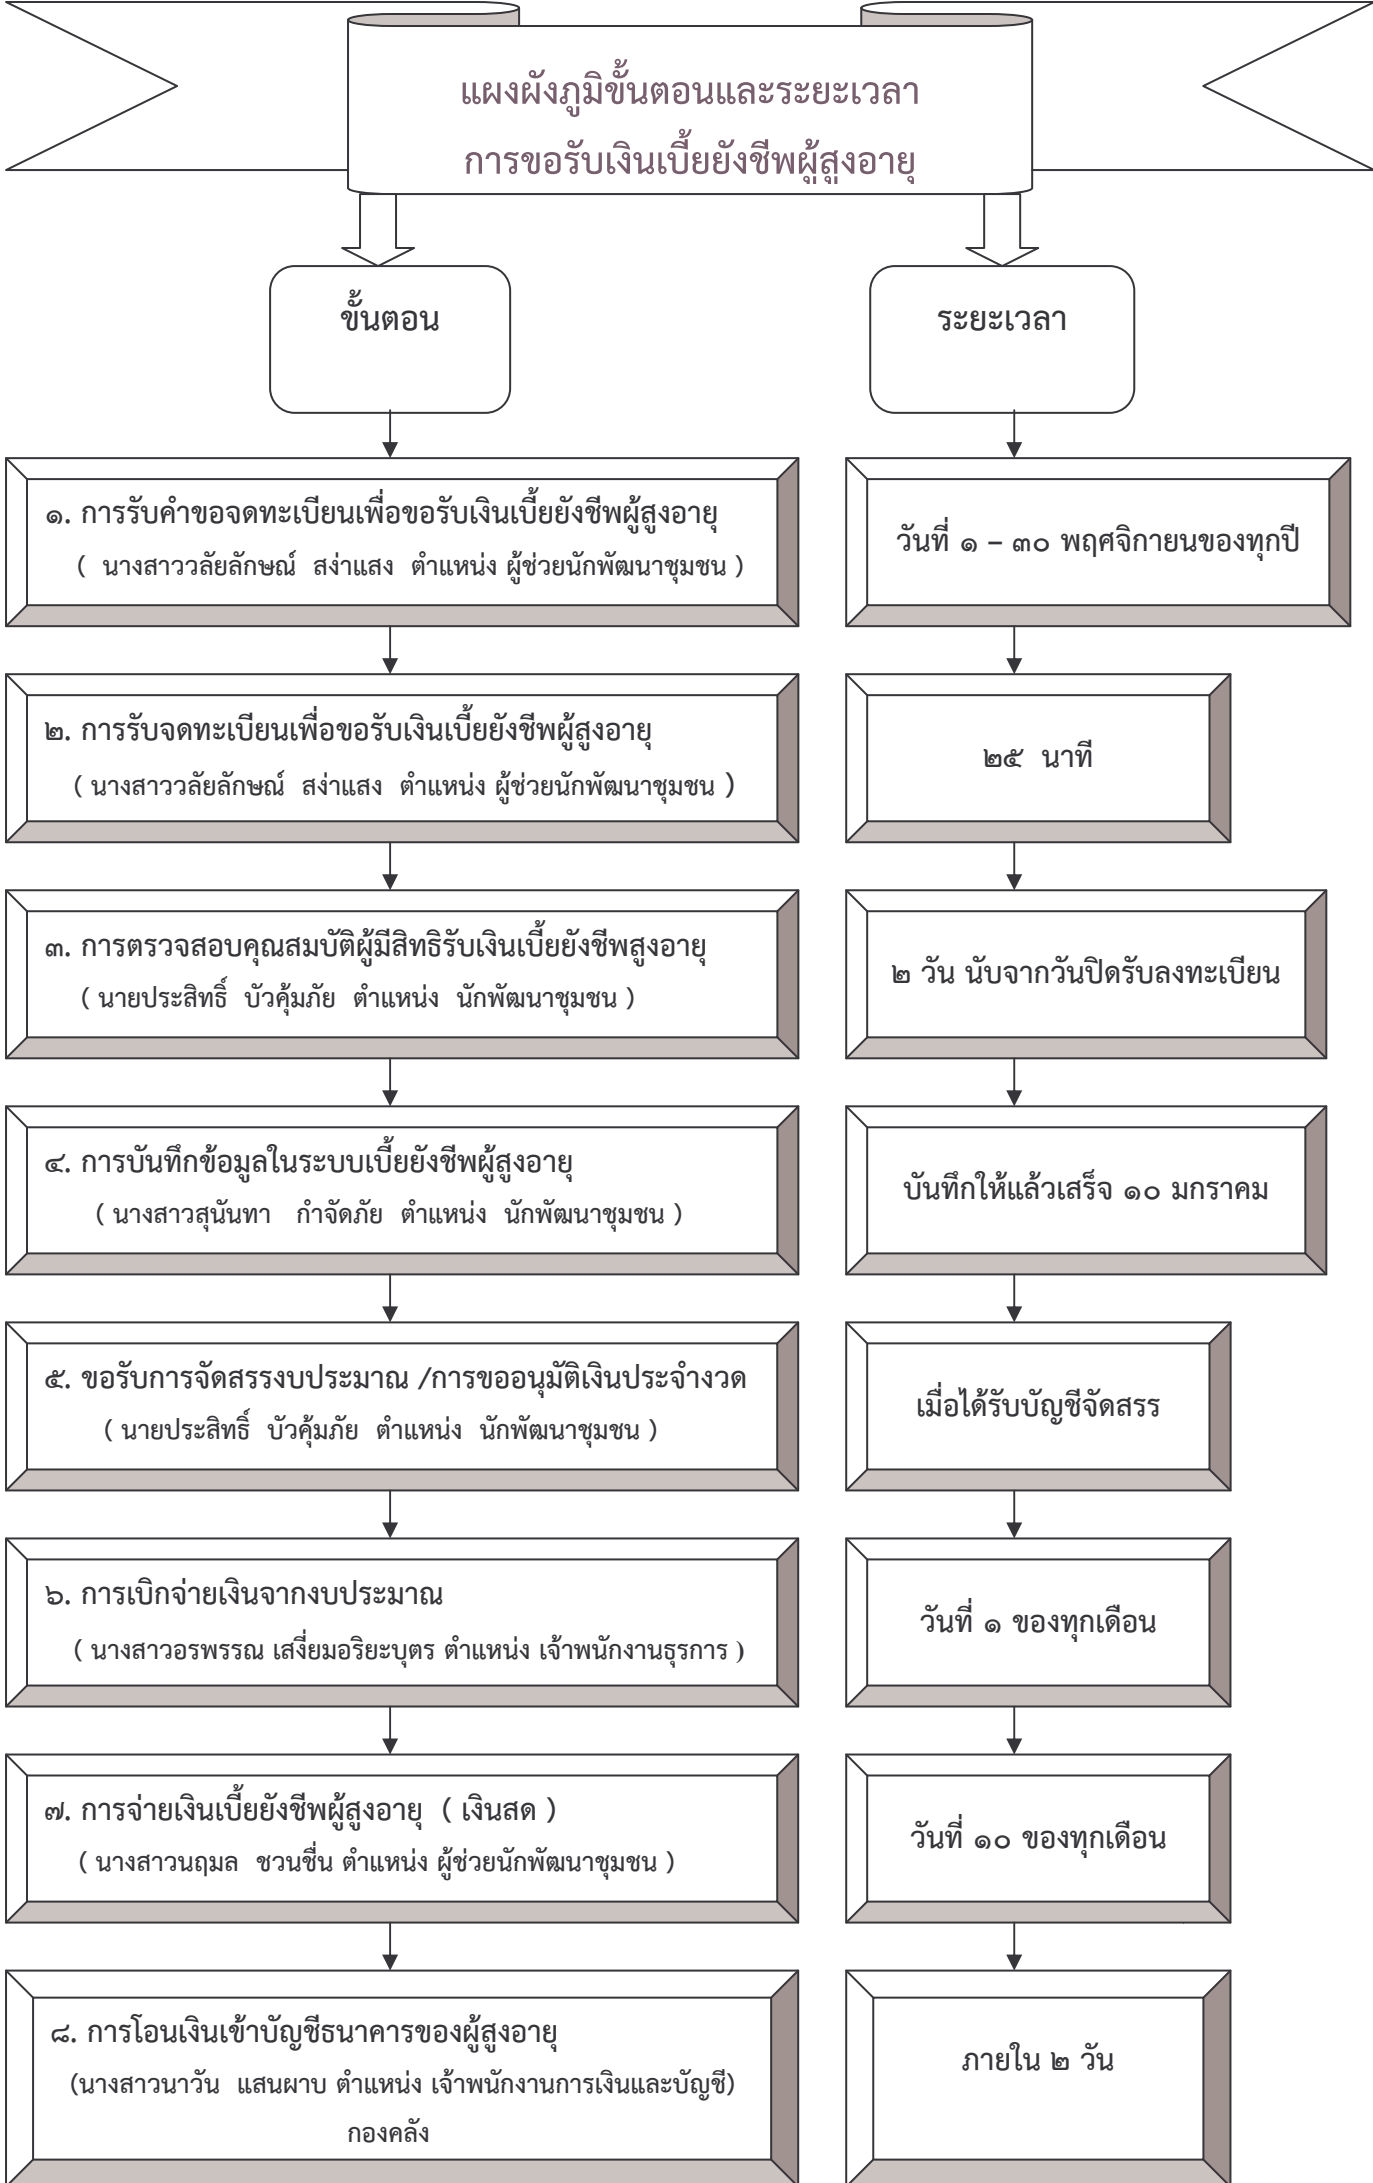 แผงผังภูมิขั้นตอนและระยะเวลา
การขอรับเงินเบี้ยยังชีพผู้สูงอายุ
ขั้นตอน
ระยะเวลา
๑. การรับคำขอจดทะเบียนเพื่อขอรับเงินเบี้ยยังชีพผู้สูงอายุ
( นางสาววลัยลักษณ์ สง่าแสง ตำแหน่ง ผู้ช่วยนักพัฒนาชุมชน )
วันที่ ๑ – ๓๐ พฤศจิกายนของทุกปี
๒. การรับจดทะเบียนเพื่อขอรับเงินเบี้ยยังชีพผู้สูงอายุ
( นางสาววลัยลักษณ์ สง่าแสง ตำแหน่ง ผู้ช่วยนักพัฒนาชุมชน )
๒๕ นาที
๓. การตรวจสอบคุณสมบัติผู้มีสิทธิรับเงินเบี้ยยังชีพสูงอายุ
( นายประสิทธิ์ บัวคุ้มภัย ตำแหน่ง นักพัฒนาชุมชน )
๒ วัน นับจากวันปิดรับลงทะเบียน
๔. การบันทึกข้อมูลในระบบเบี้ยยังชีพผู้สูงอายุ
( นางสาวสุนันทา กำจัดภัย ตำแหน่ง นักพัฒนาชุมชน )
บันทึกให้แล้วเสร็จ ๑๐ มกราคม
๕. ขอรับการจัดสรรงบประมาณ /การขออนุมัติเงินประจำงวด
( นายประสิทธิ์ บัวคุ้มภัย ตำแหน่ง นักพัฒนาชุมชน )
เมื่อได้รับบัญชีจัดสรร
๖. การเบิกจ่ายเงินจากงบประมาณ
( นางสาวอรพรรณ เสงี่ยมอริยะบุตร ตำแหน่ง เจ้าพนักงานธุรการ )
วันที่ ๑ ของทุกเดือน
๗. การจ่ายเงินเบี้ยยังชีพผู้สูงอายุ ( เงินสด )
( นางสาวนฤมล ชวนชื่น ตำแหน่ง ผู้ช่วยนักพัฒนาชุมชน )
วันที่ ๑๐ ของทุกเดือน
๘. การโอนเงินเข้าบัญชีธนาคารของผู้สูงอายุ
(นางสาวนาวัน แสนผาบ ตำแหน่ง เจ้าพนักงานการเงินและบัญชี)
กองคลัง
ภายใน ๒ วัน